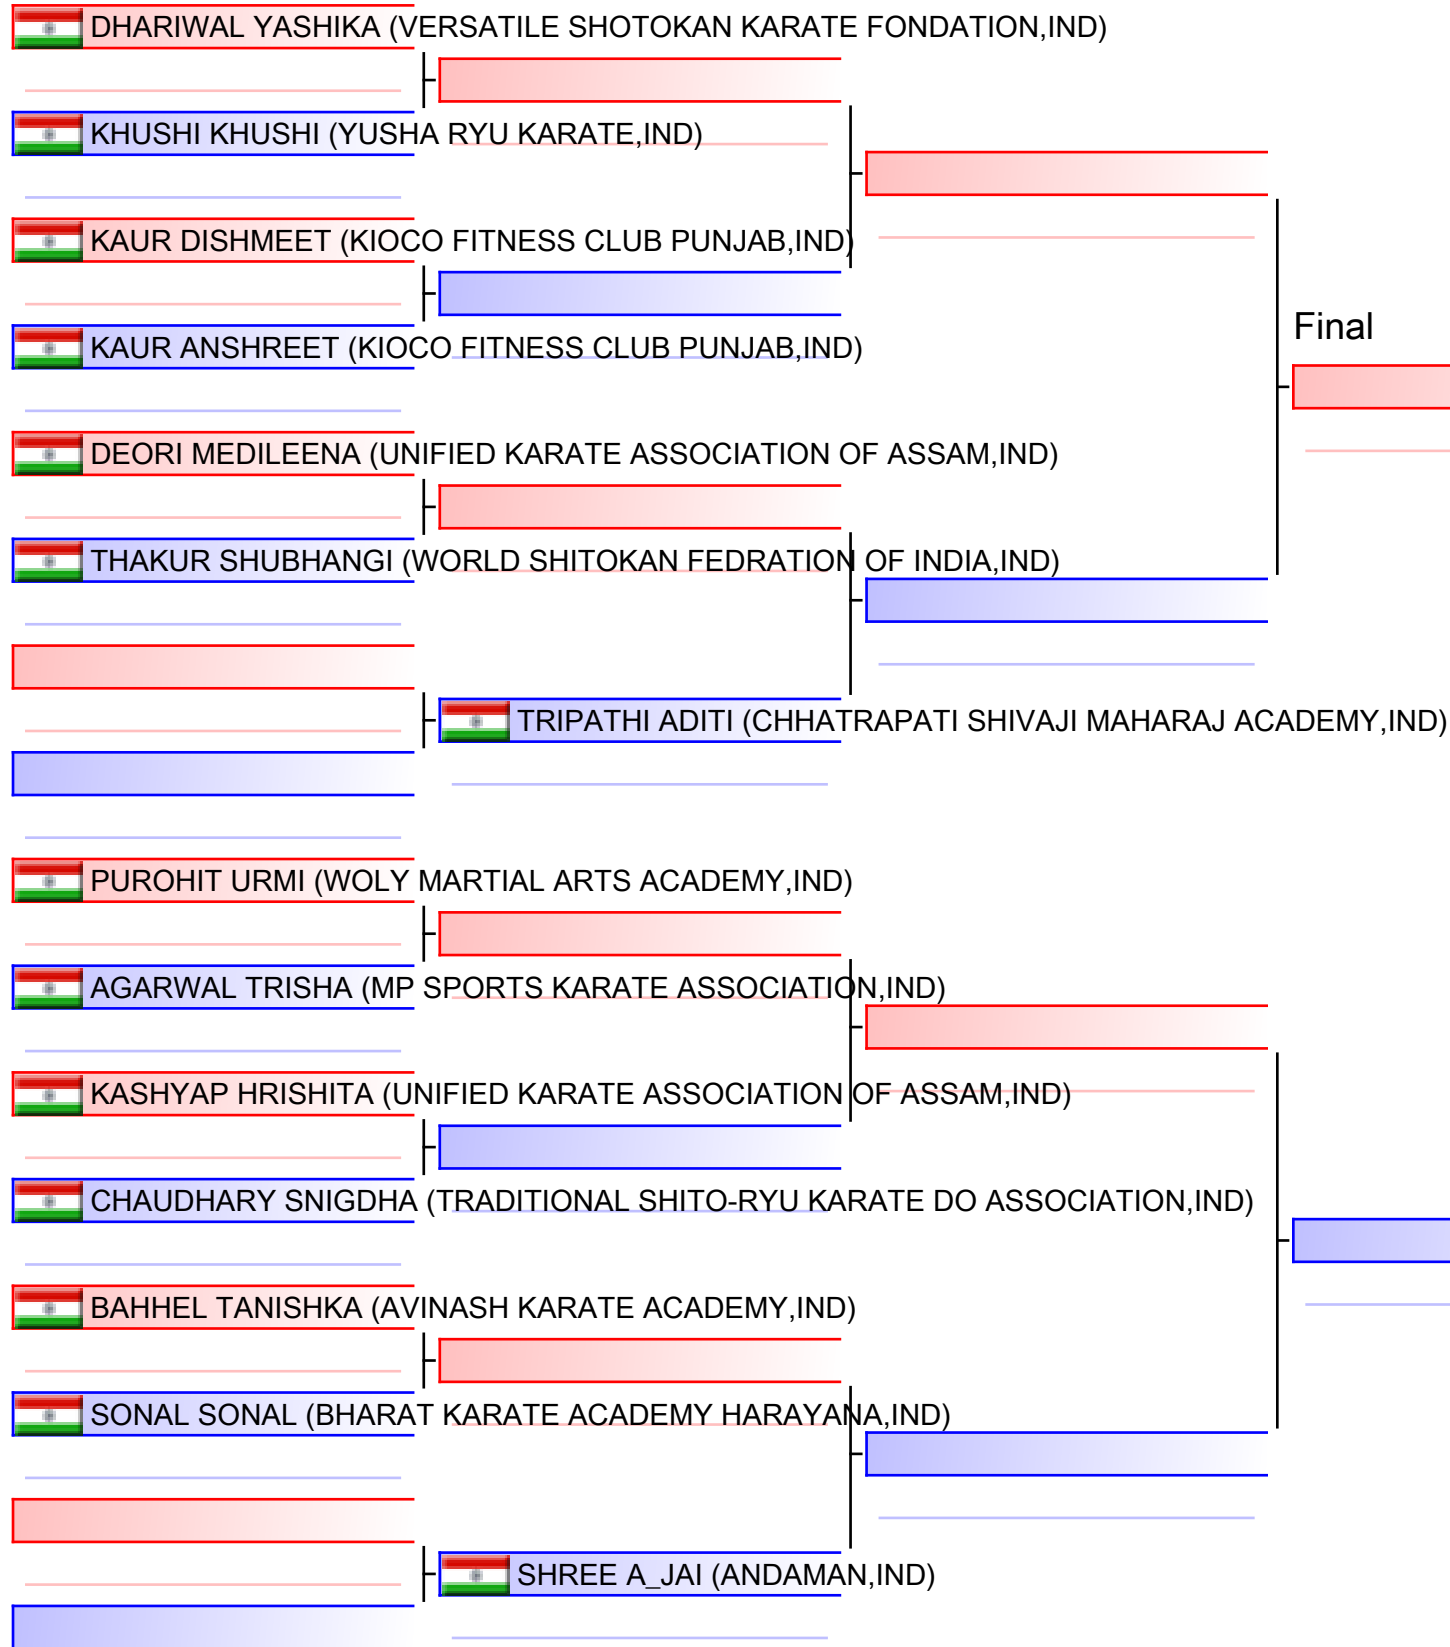 DHARIWAL YASHIKA (VERSATILE SHOTOKAN KARATE FONDATION,IND)
KHUSHI KHUSHI (YUSHA RYU KARATE,IND)
KAUR DISHMEET (KIOCO FITNESS CLUB PUNJAB,IND)
Final
KAUR ANSHREET (KIOCO FITNESS CLUB PUNJAB,IND)
DEORI MEDILEENA (UNIFIED KARATE ASSOCIATION OF ASSAM,IND)
THAKUR SHUBHANGI (WORLD SHITOKAN FEDRATION OF INDIA,IND)
TRIPATHI ADITI (CHHATRAPATI SHIVAJI MAHARAJ ACADEMY,IND)
PUROHIT URMI (WOLY MARTIAL ARTS ACADEMY,IND)
AGARWAL TRISHA (MP SPORTS KARATE ASSOCIATION,IND)
KASHYAP HRISHITA (UNIFIED KARATE ASSOCIATION OF ASSAM,IND)
CHAUDHARY SNIGDHA (TRADITIONAL SHITO-RYU KARATE DO ASSOCIATION,IND)
BAHHEL TANISHKA (AVINASH KARATE ACADEMY,IND)
SONAL SONAL (BHARAT KARATE ACADEMY HARAYANA,IND)
SHREE A_JAI (ANDAMAN,IND)